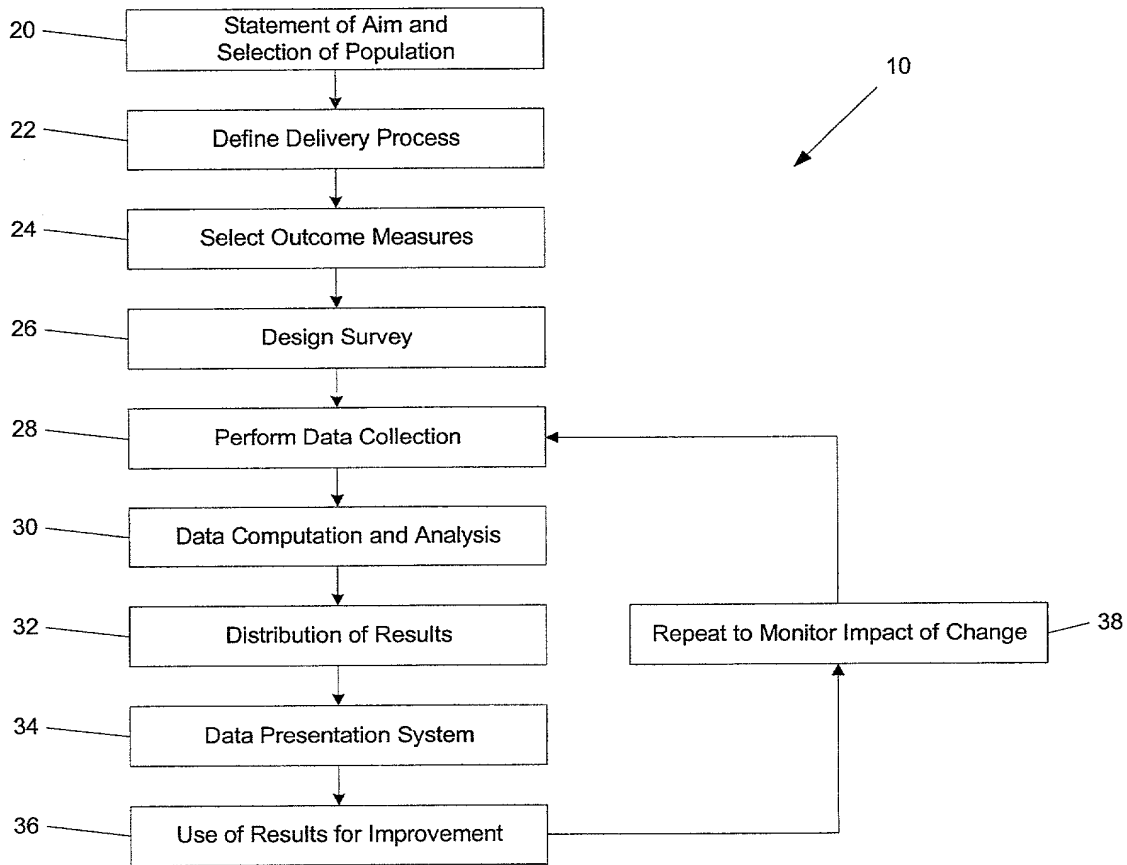 20
Statement of Aim and
Selection of Population
10
22
Define Delivery Process
24
Select Outcome Measures
26
Design Survey
28
Perform Data Collection
30
Data Computation and Analysis
32
Distribution of Results
Repeat to Monitor Impact of Change
38
34
Data Presentation System
36
Use of Results for Improvement